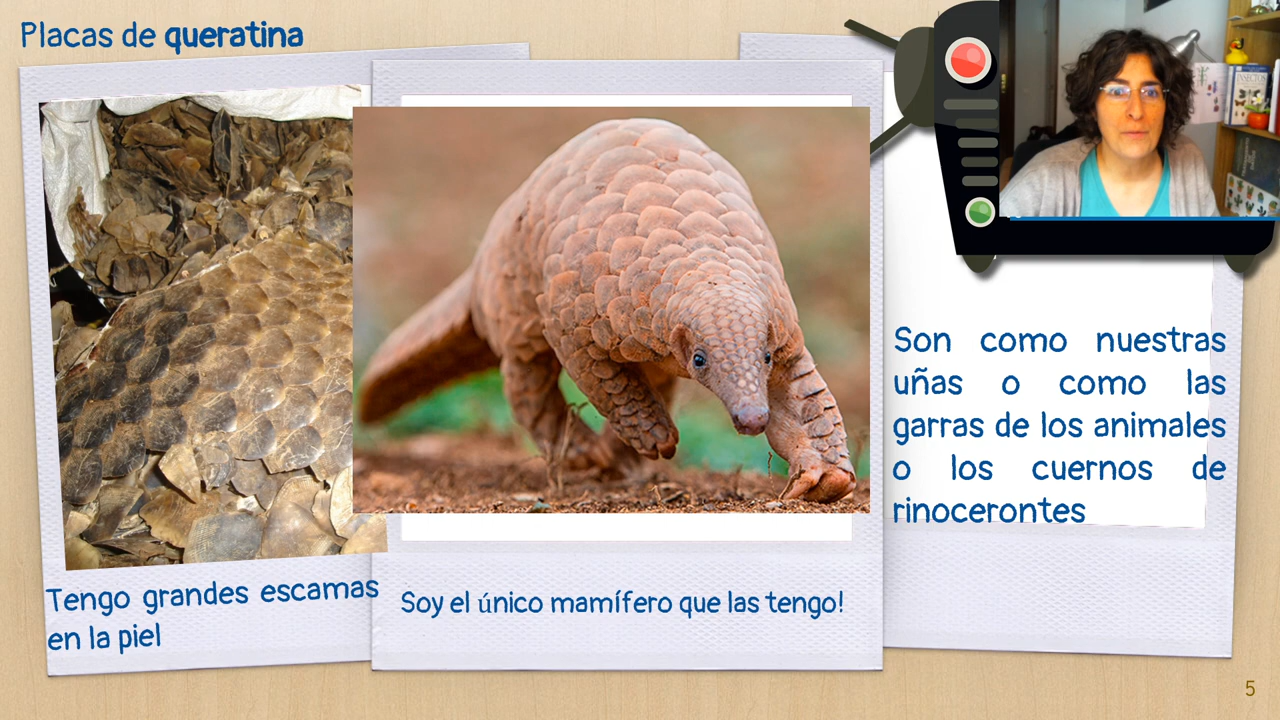 Placas de queratina
Tengo grandes escamas
en la piel
Soy el único mamífero que las tengo!
Son como nuestras
uñas o como las
garras de los animales
o los cuernos de
rinocerontes
5